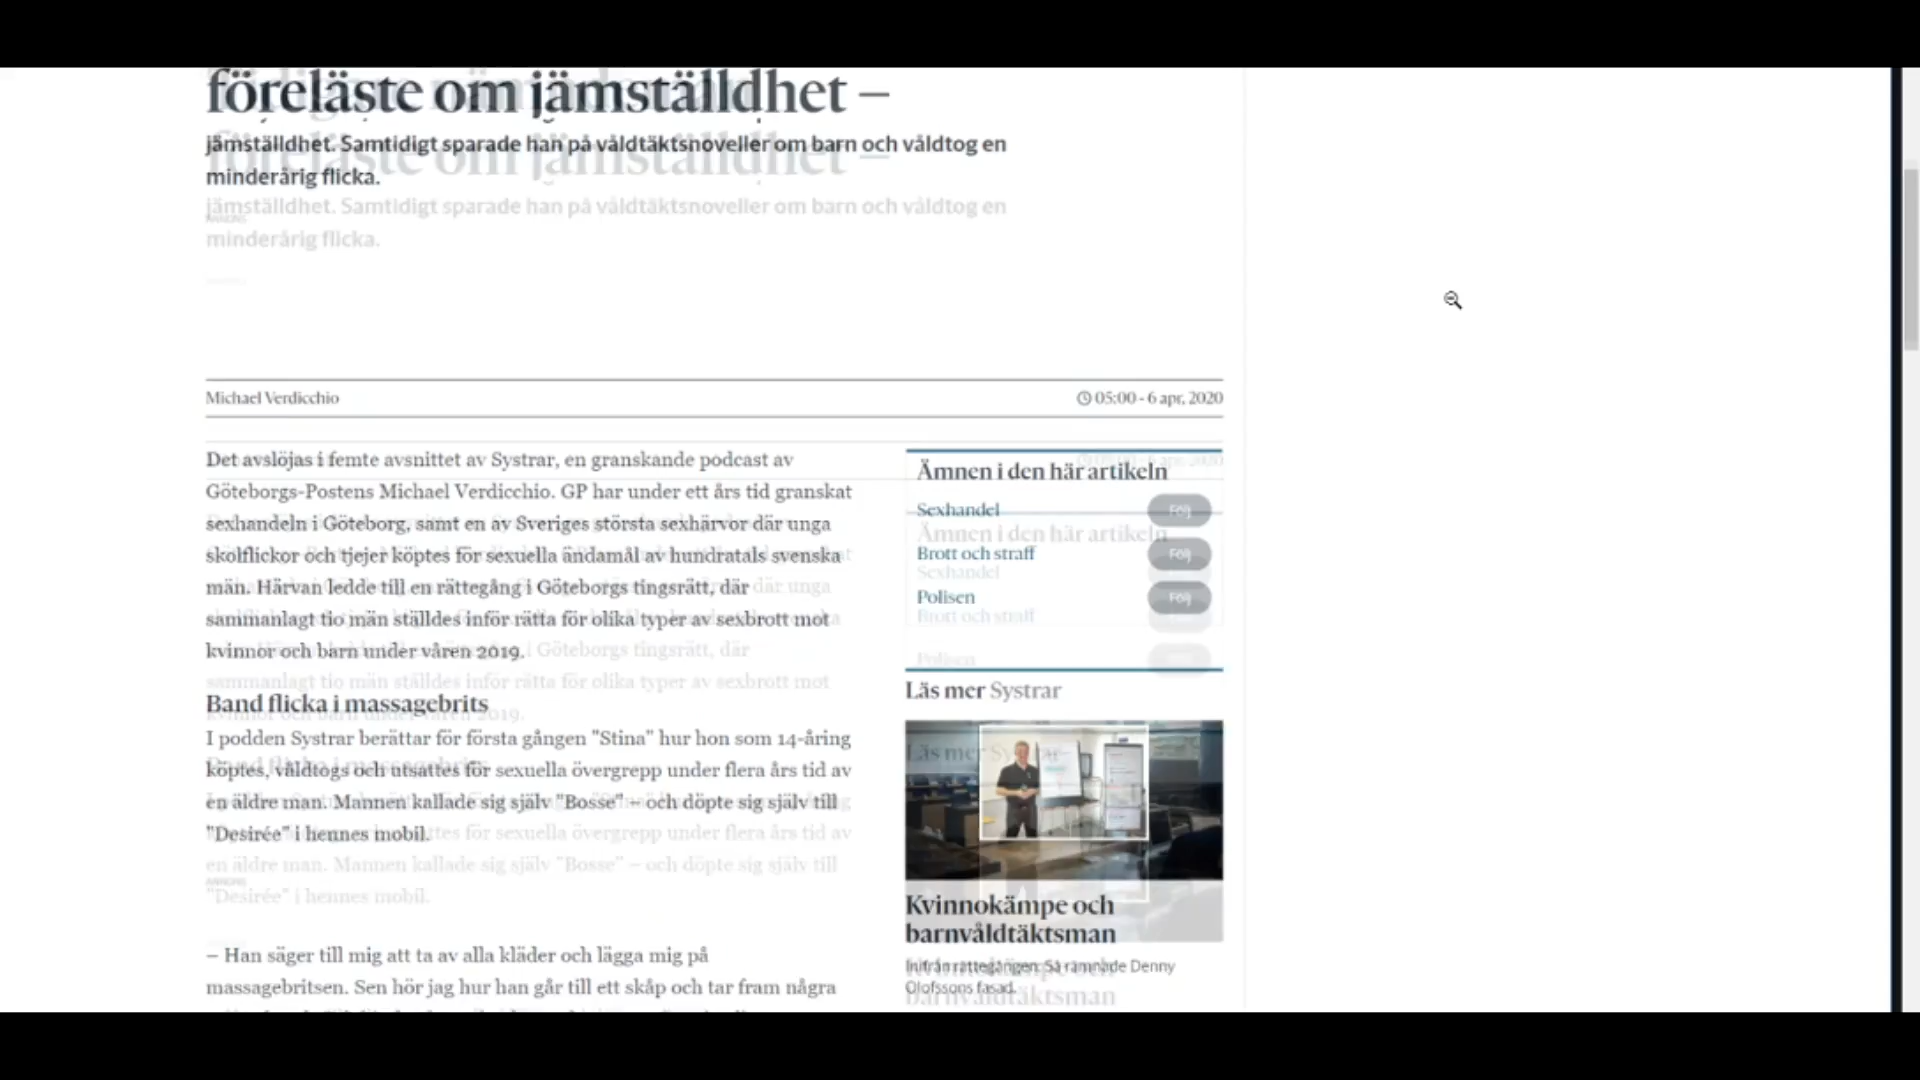 föreläste om jämställdhet –
jämställdhet. Samtidigt sparade han på våldtäktsnoveller om barn och våldtog en
minderårig flicka.
ANNONS
Michael Verdicchio
05:00 - 6 apr, 2020
Det avslöjas i femte avsnittet av Systrar, en granskande podcast av
Göteborgs-Postens Michael Verdicchio. GP har under ett års tid granskat
sexhandeln i Göteborg, samt en av Sveriges största sexhärvor där unga
skolflickor och tjejer köptes för sexuella ändamål av hundratals svenska
män. Härvan ledde till en rättegång i Göteborgs tingsrätt, där
sammanlagt tio män ställdes inför rätta för olika typer av sexbrott mot
kvinnor och barn under våren 2019.
Band flicka i massagebrits
I podden Systrar berättar för första gången "Stina" hur hon som 14-åring
köptes, våldtogs och utsattes för sexuella övergrepp under flera års tid av
en äldre man. Mannen kallade sig själv "Bosse" – och döpte sig själv till
"Desirée" i hennes mobil.
ANNONS
– Han säger till mig att ta av alla kläder och lägga mig på
massagebritsen. Sen hör jag hur han går till ett skåp och tar fram några
Ämnen i den här artikeln
Sexhandel
Följ
Brott och straff
Följ
Polisen
Följ
Läs mer Systrar
Kvinnokämpe och
barnvåldtäktsman
Inifrån rättegången: Så rämnade Denny
Olofssons fasad.